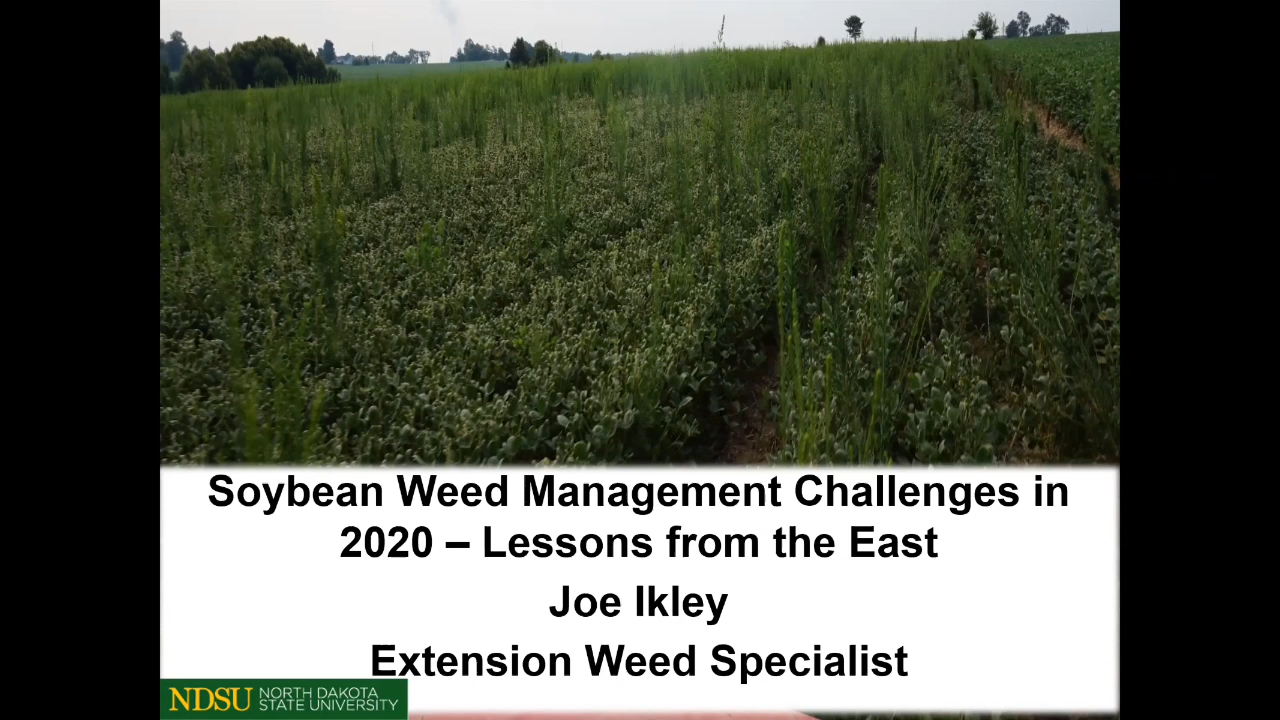 Soybean Weed Management Challenges in
2020 – Lessons from the East
Joe Ikley
Extension Weed Specialist
NDSU NORTH DAKOTA
STATE UNIVERSITY